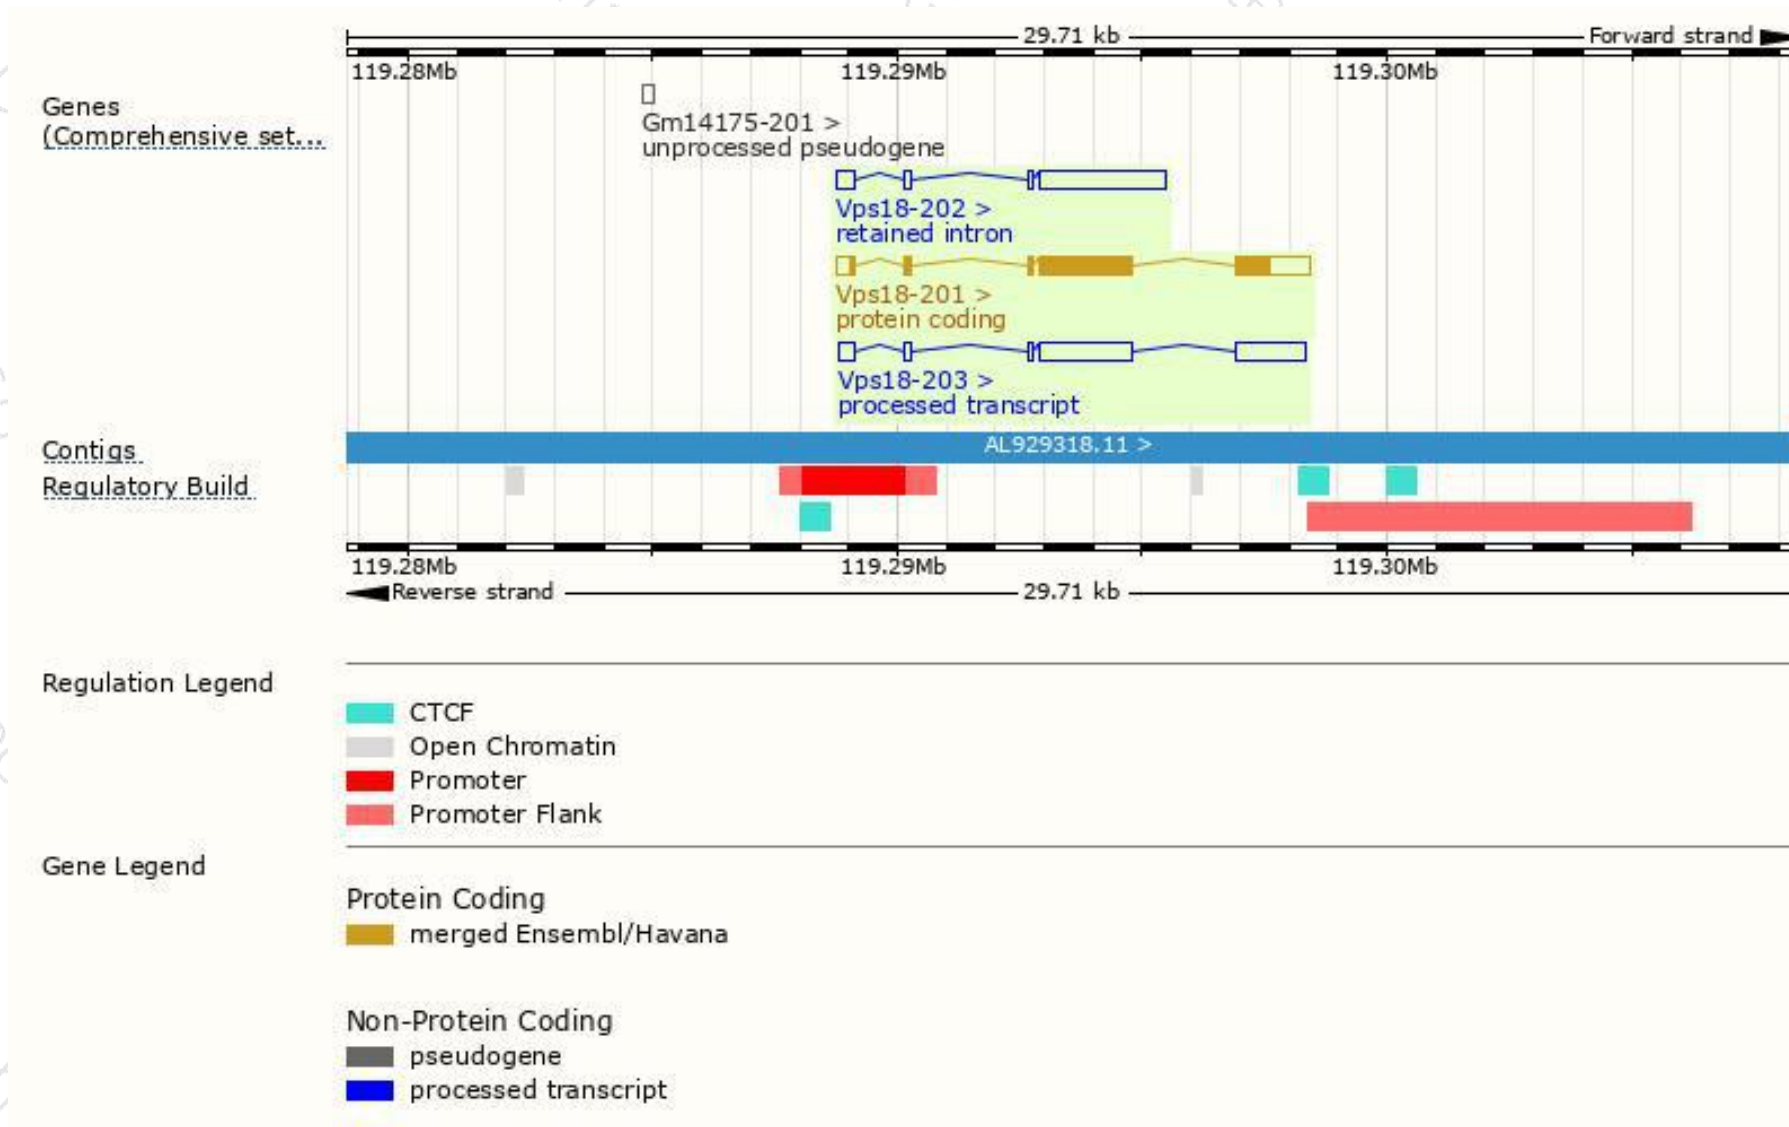 29.71 kb
Forward strand
119.28Mb 119.29Mb 119.30Mb
Genes
(Comprehensive set...
Gm14175-201 >
unprocessed pseudogene
Vps18-202 >
retained intron
Vps18-201 >
protein coding
Vps18-203 >
processed transcript
Contigs
AL929318.11 >
Regulatory Build
119.28Mb 119.29Mb 119.30Mb
Reverse strand
29.71 kb
Regulation Legend
CTCF
Open Chromatin
Promoter
Promoter Flank
Gene Legend
Protein Coding
merged Ensembl/Havana
Non-Protein Coding
pseudogene
processed transcript